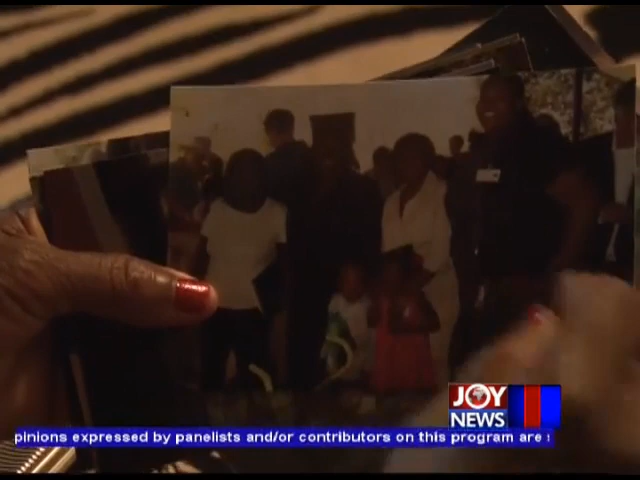 JOY
NEWS
pinions expressed by panelists and/or contributors on this program are